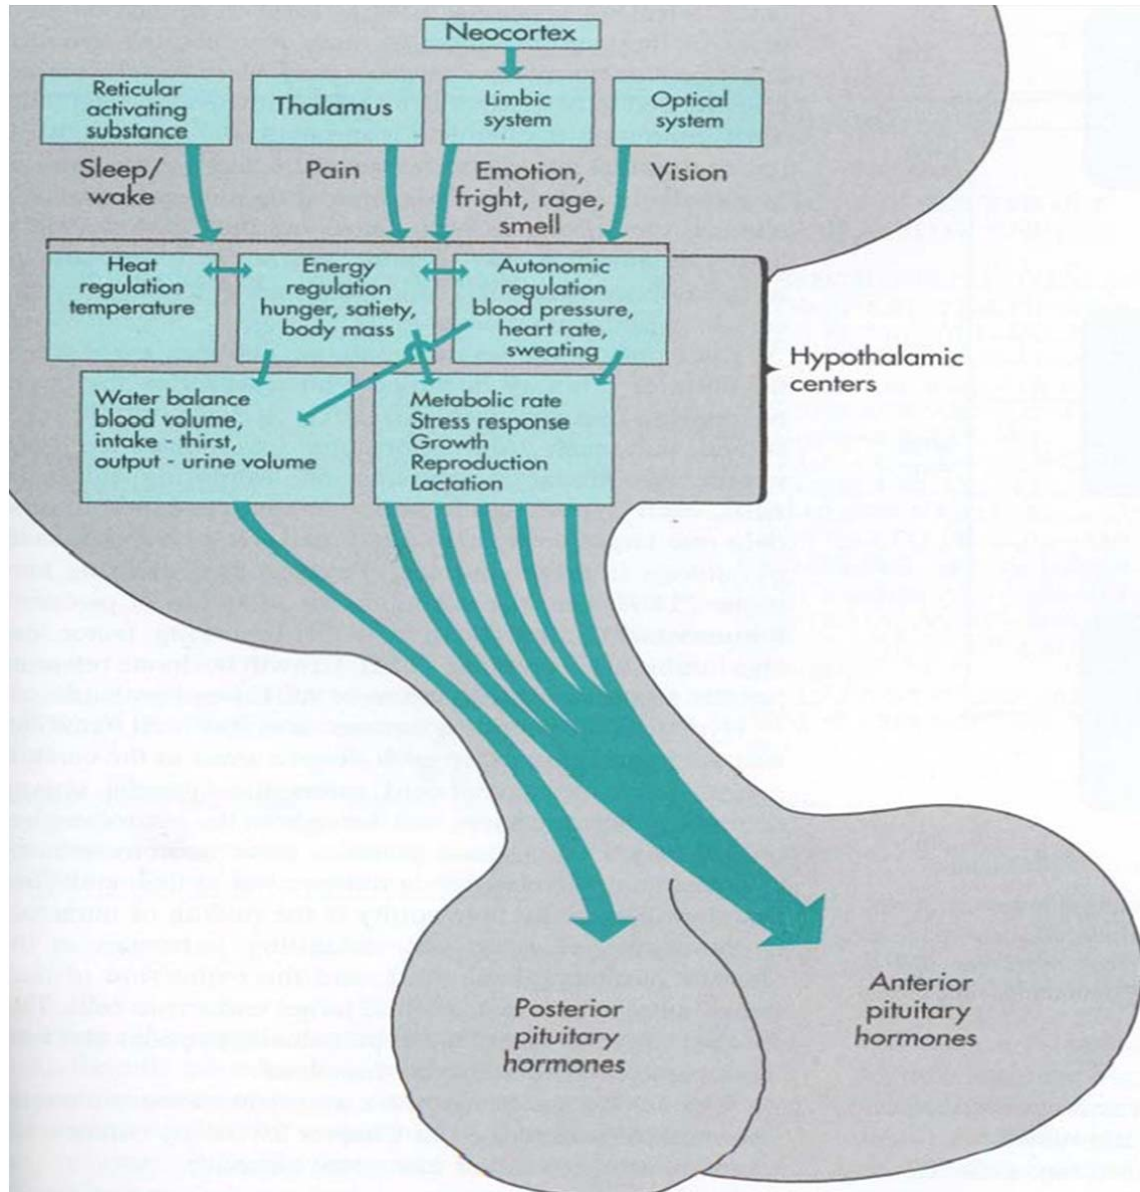 Neocortex
Reticular
activating
substance
Thalamus
Limbic
system
Optical
system
Sleep/
wake
Pain
Emotion,
fright, rage,
smell
Vision
Heat
regulation
temperature
Energy
regulation
hunger, satiety,
body mass
Autonomic
regulation
blood pressure,
heart rate,
sweating
Hypothalamic
centers
Water balance
blood volume,
intake - thirst,
output - urine volume
Metabolic rate
Stress response
Growth
Reproduction
Lactation
Posterior
pituitary
hormones
Anterior
pituitary
hormones